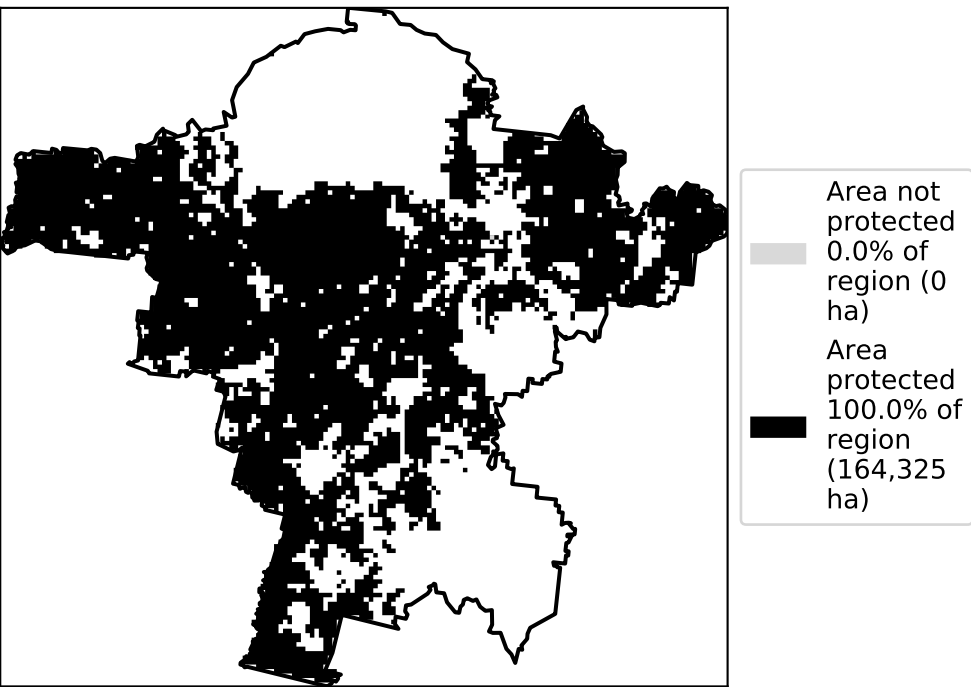 Area not
protected
0.0% of
region (0
ha)
Area
protected
100.0% of
region
(164,325
ha)